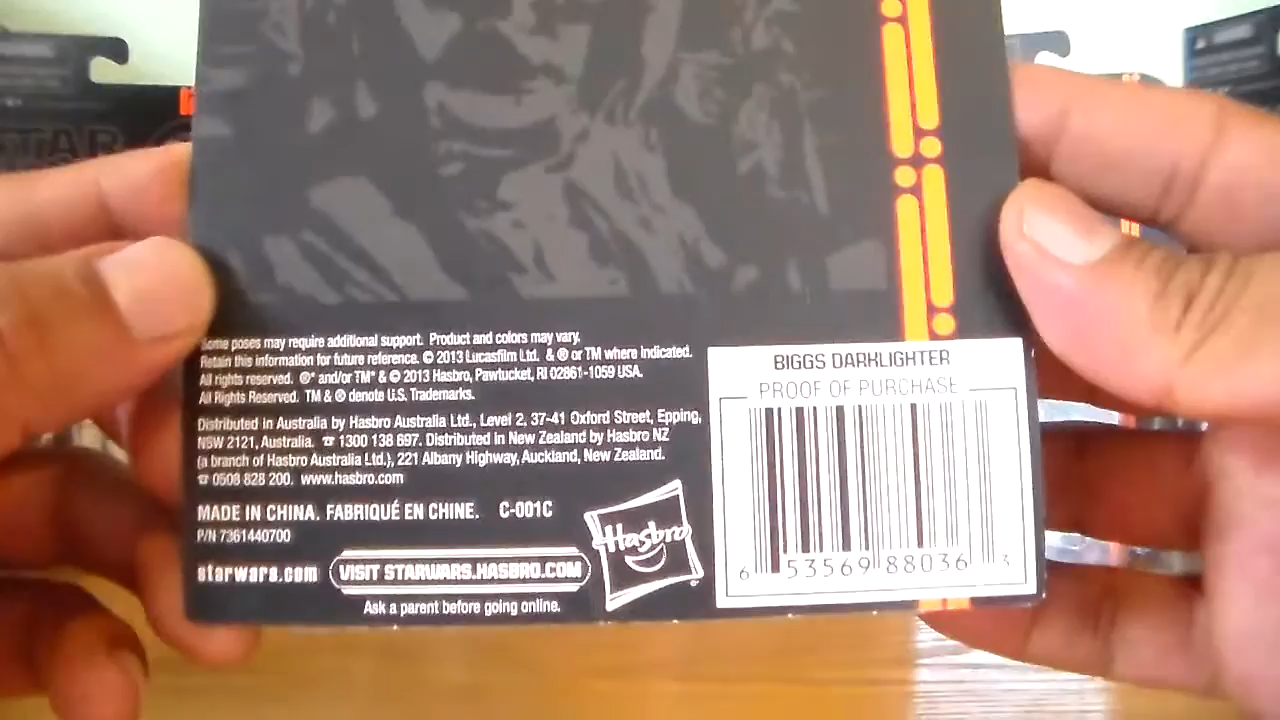 TAR
Some poses may require additional support. Product and colors may vary.
Retain this information for future reference. © 2013 Lucasfilm Ltd. & ® or TM where indicated.
All rights reserved. ®* and/or TM* & © 2013 Hasbro, Pawtucket, RI 02861-1059 USA.
All Rights Reserved. TM & ® denote U.S. Trademarks.
Distributed in Australia by Hasbro Australia Ltd., Level 2, 37-41 Oxford Street, Epping,
NSW 2121, Australia. ☎ 1300 138 697. Distributed in New Zealand by Hasbro NZ
(a branch of Hasbro Australia Ltd.), 221 Albany Highway, Auckland, New Zealand.
☎ 0508 828 200. www.hasbro.com
MADE IN CHINA. FABRIQUÉ EN CHINE. C-001C
P/N 7361440700
starwars.com
VISIT STARWARS.HASBRO.COM
Ask a parent before going online.
Hasbro
BIGGS DARKLIGHTER
PROOF OF PURCHASE
6 53569 88036 3